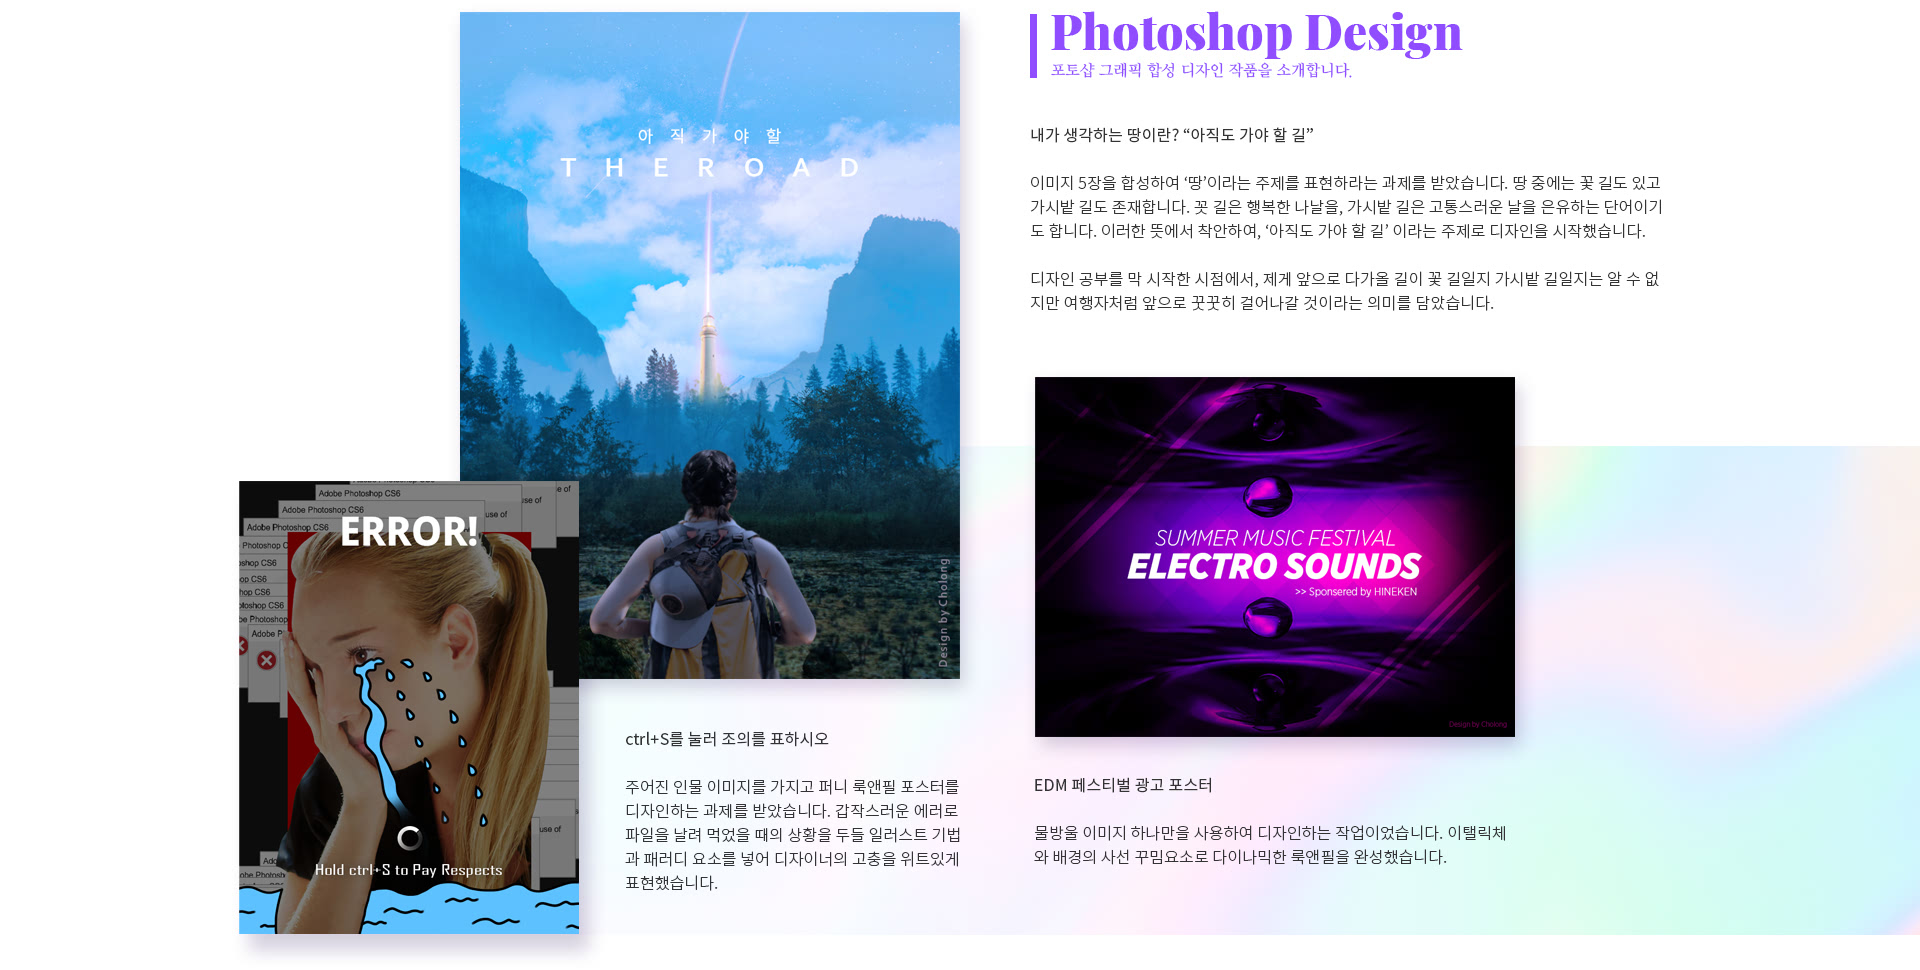 Photoshop Design
포토샵 그래픽 합성 디자인 작품을 소개합니다.
내가 생각하는 땅이란? “아직도 가야 할 길”
이미지 5장을 합성하여 ‘땅’이라는 주제를 표현하라는 과제를 받았습니다. 땅 중에는 꽃 길도 있고
가시밭 길도 존재합니다. 꽃 길은 행복한 나날을, 가시밭 길은 고통스러운 날을 은유하는 단어이기
도 합니다. 이러한 뜻에서 착안하여, ‘아직도 가야 할 길’ 이라는 주제로 디자인을 시작했습니다.
디자인 공부를 막 시작한 시점에서, 제게 앞으로 다가올 길이 꽃 길일지 가시밭 길일지는 알 수 없
지만 여행자처럼 앞으로 꿋꿋히 걸어나갈 것이라는 의미를 담았습니다.
아 직 가 야 할
T H E R O A D
Design by Cholong
SUMMER MUSIC FESTIVAL
ELECTRO SOUNDS
>> Sponsered by HINEKEN
Design by Cholong
EDM 페스티벌 광고 포스터
물방울 이미지 하나만을 사용하여 디자인하는 작업이었습니다. 이탤릭체
와 배경의 사선 꾸밈요소로 다이나믹한 룩앤필을 완성했습니다.
Adobe Photoshop CS6
Adobe Photoshop CS6
Adobe Photoshop CS6
ERROR!
Hold ctrl+S to Pay Respects
ctrl+S를 눌러 조의를 표하시오
주어진 인물 이미지를 가지고 퍼니 룩앤필 포스터를
디자인하는 과제를 받았습니다. 갑작스러운 에러로
파일을 날려 먹었을 때의 상황을 두들 일러스트 기법
과 패러디 요소를 넣어 디자이너의 고충을 위트있게
표현했습니다.